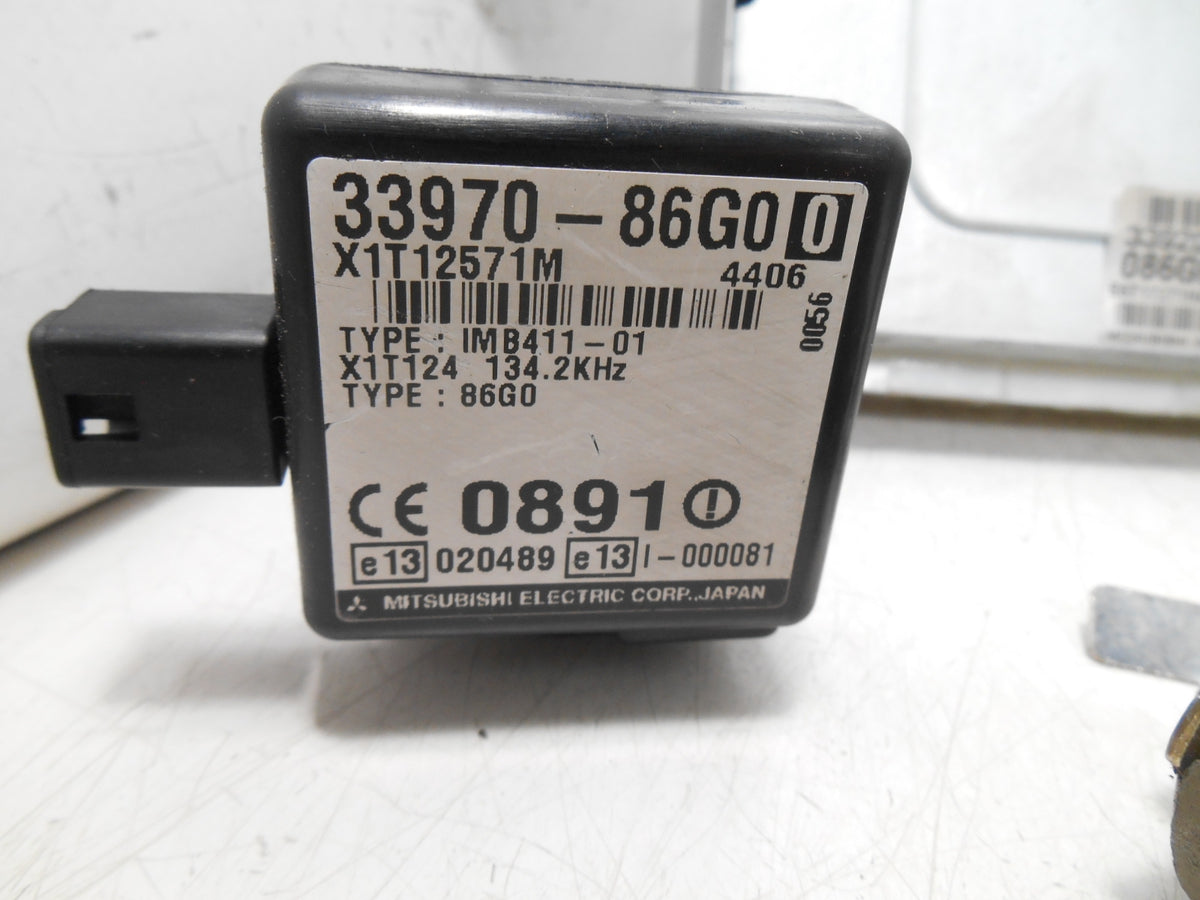 33970-86G0 0
X1T12571M 4406
0056
TYPE : IMB411-01
X1T124 134.2KHz
TYPE : 86G0
CE 0891
e13 020489 e13 I-000081
MITSUBISHI ELECTRIC CORP.,JAPAN